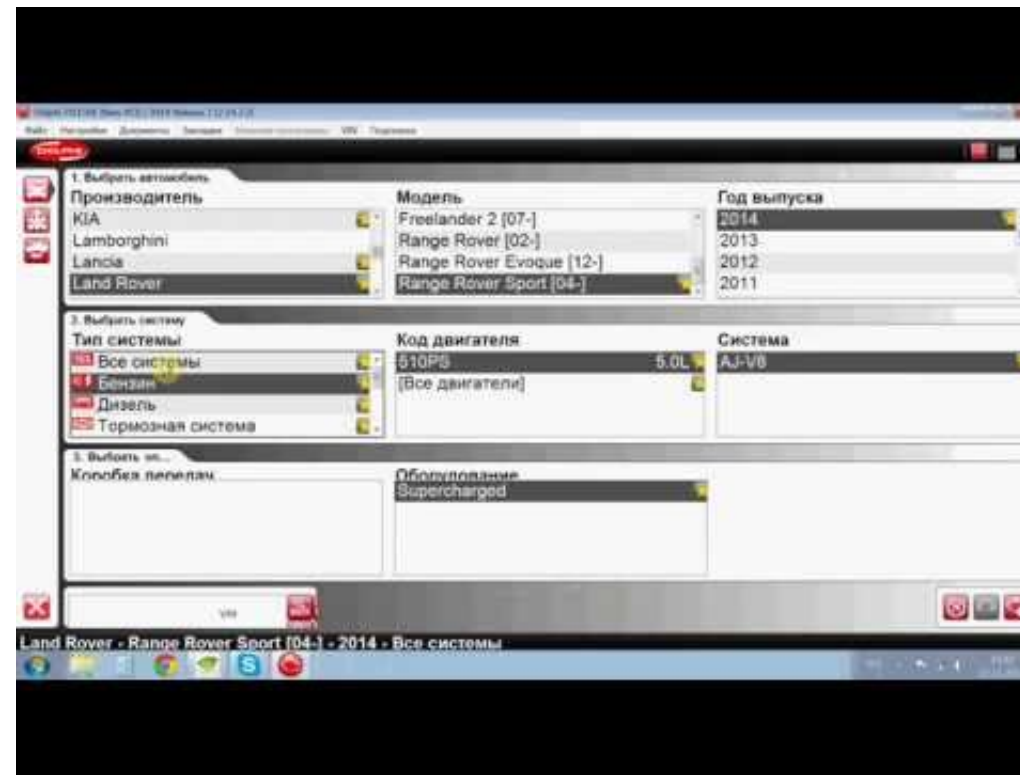 DELPHI
1. Выбрать автомобиль
Производитель
KIA
Lamborghini
Lancia
Land Rover
Модель
Freelander 2 [07-]
Range Rover [02-]
Range Rover Evoque [12-]
Range Rover Sport [04-]
Год выпуска
2014
2013
2012
2011
2. Выбрать систему
Тип системы
Все системы
Бензин
Дизель
Тормозная система
Код двигателя
510PS 5.0L
[Все двигатели]
Система
AJ-V8
3. Выбрать
Коробка передач
Оборудование
Supercharged
VIN
Land Rover - Range Rover Sport [04-] - 2014 - Все системы